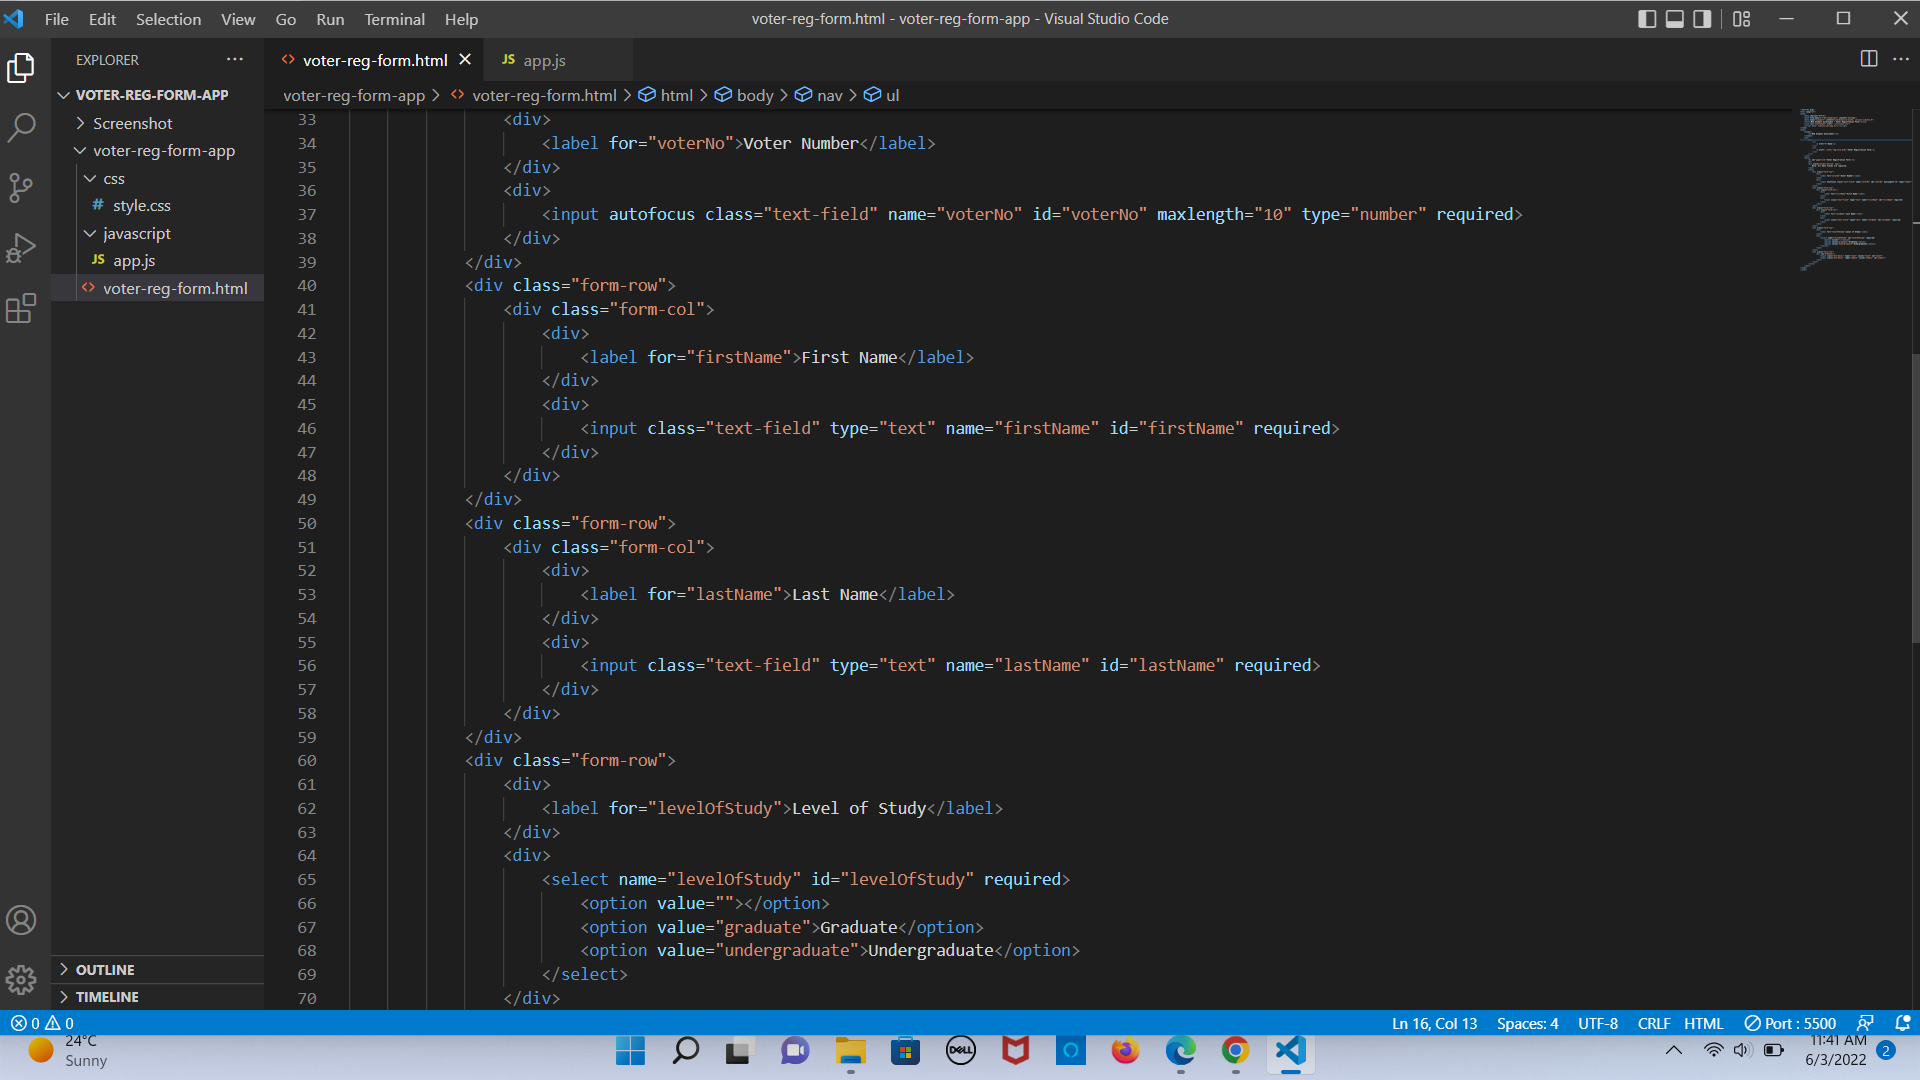 File Edit Selection View Go Run Terminal Help
voter-reg-form.html - voter-reg-form-app - Visual Studio Code
EXPLORER
voter-reg-form.html
JS app.js
VOTER-REG-FORM-APP
voter-reg-form-app > voter-reg-form.html > html > body > nav > ul
Screenshot
voter-reg-form-app
css
# style.css
javascript
JS app.js
voter-reg-form.html
OUTLINE
TIMELINE
33 <div>
34 <label for="voterNo">Voter Number</label>
35 </div>
36 <div>
37 <input autofocus class="text-field" name="voterNo" id="voterNo" maxlength="10" type="number" required>
38 </div>
39 </div>
40 <div class="form-row">
41 <div class="form-col">
42 <div>
43 <label for="firstName">First Name</label>
44 </div>
45 <div>
46 <input class="text-field" type="text" name="firstName" id="firstName" required>
47 </div>
48 </div>
49 </div>
50 <div class="form-row">
51 <div class="form-col">
52 <div>
53 <label for="lastName">Last Name</label>
54 </div>
55 <div>
56 <input class="text-field" type="text" name="lastName" id="lastName" required>
57 </div>
58 </div>
59 </div>
60 <div class="form-row">
61 <div>
62 <label for="levelOfStudy">Level of Study</label>
63 </div>
64 <div>
65 <select name="levelOfStudy" id="levelOfStudy" required>
66 <option value=""></option>
67 <option value="graduate">Graduate</option>
68 <option value="undergraduate">Undergraduate</option>
69 </select>
70 </div>
0 0
Ln 16, Col 13 Spaces: 4 UTF-8 CRLF HTML Port : 5500
24°C
Sunny
DELL
11:41 AM
6/3/2022
2